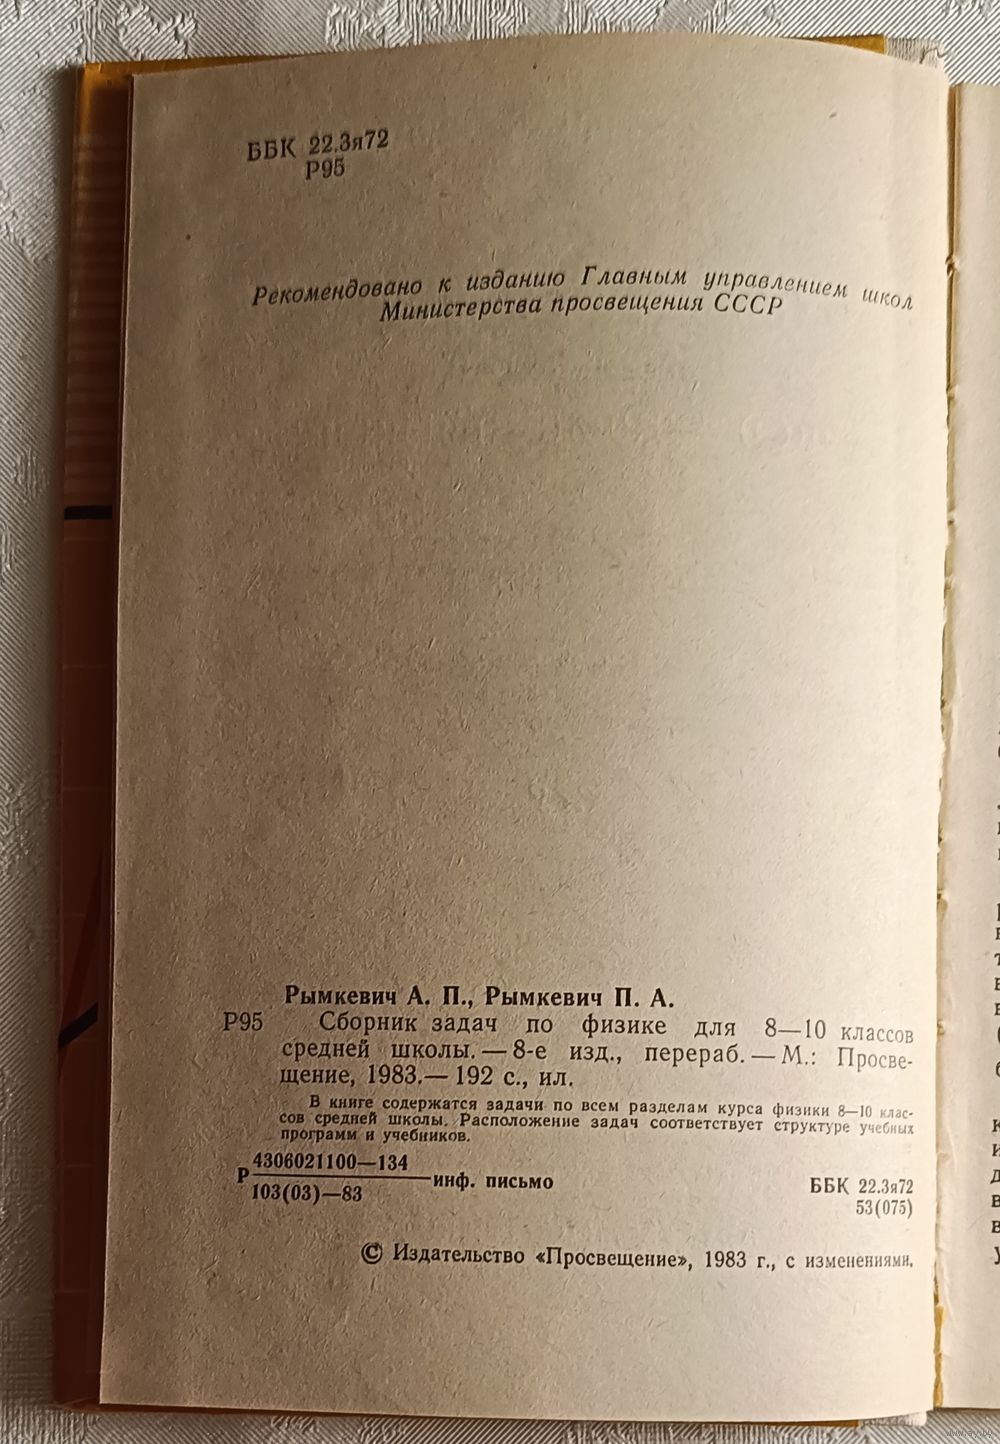 ББК 22.3я72
Р95
Рекомендовано к изданию Главным управлением школ
Министерства просвещения СССР
Рымкевич А. П., Рымкевич П. А.
Р95 Сборник задач по физике для 8—10 классов
средней школы. — 8-е изд., перераб. — М.: Просве-
щение, 1983.— 192 с., ил.
В книге содержатся задачи по всем разделам курса физики 8—10 клас-
сов средней школы. Расположение задач соответствует структуре учебных
программ и учебников.
4306021100—134
Р инф. письмо
103(03)—83
ББК 22.3я72
53(075)
© Издательство «Просвещение», 1983 г., с изменениями.